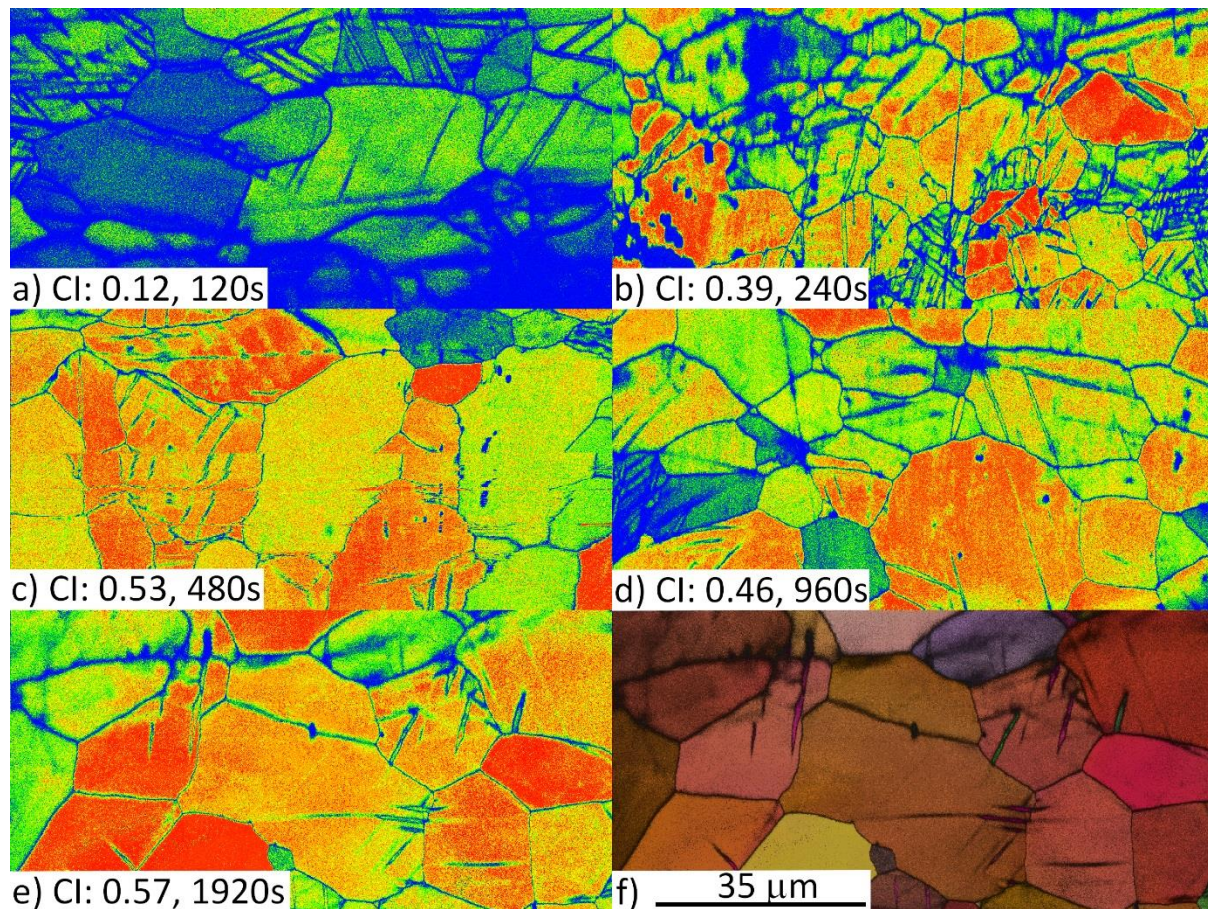 a) CI: 0.12, 120s
b) CI: 0.39, 240s
c) CI: 0.53, 480s
d) CI: 0.46, 960s
e) CI: 0.57, 1920s
f)
35 μm